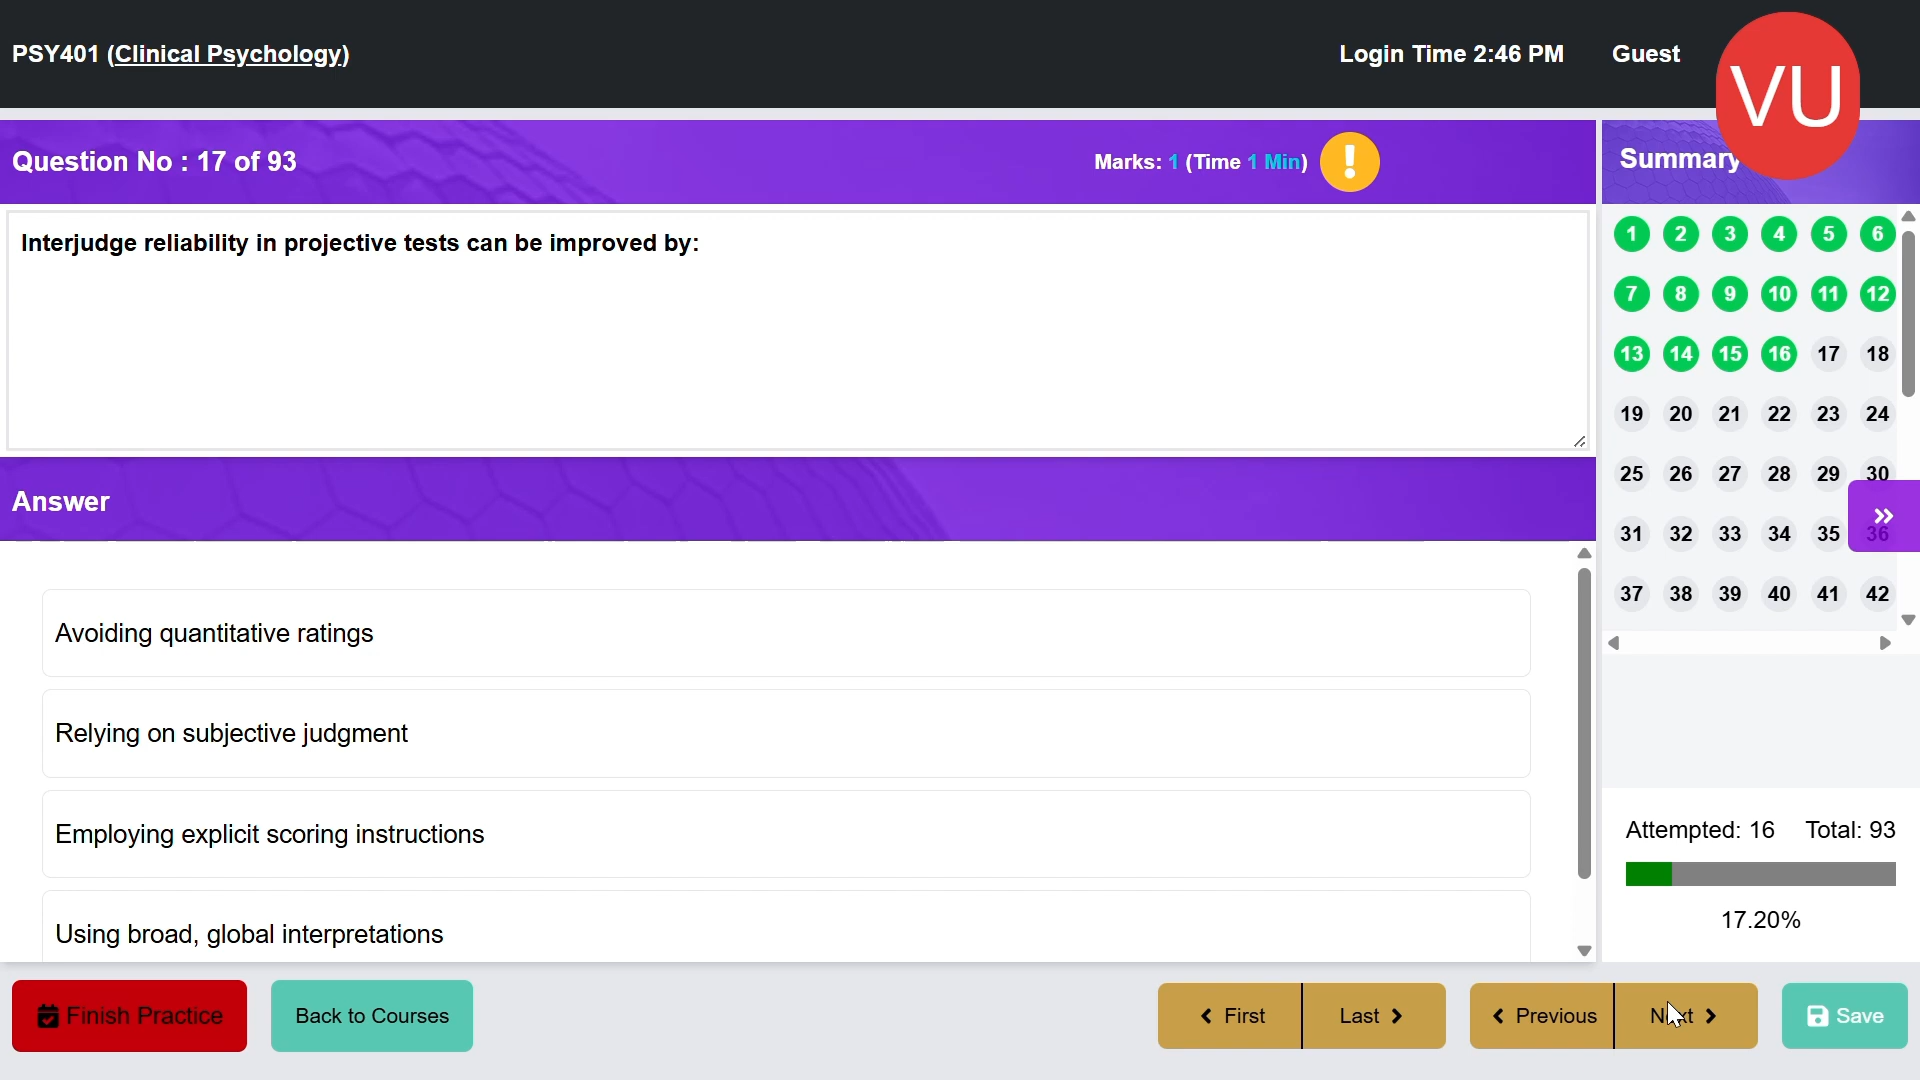 PSY401 (Clinical Psychology)
Login Time 2:46 PM
Guest
VU
Question No : 17 of 93
Marks: 1 (Time 1 Min)
Summary
Interjudge reliability in projective tests can be improved by:
1 2 3 4 5 6
7 8 9 10 11 12
13 14 15 16 17 18
19 20 21 22 23 24
25 26 27 28 29 30
31 32 33 34 35 36
37 38 39 40 41 42
Answer
Avoiding quantitative ratings
Relying on subjective judgment
Employing explicit scoring instructions
Using broad, global interpretations
Attempted: 16 Total: 93
17.20%
Finish Practice
Back to Courses
First
Last
Previous
Next
Save